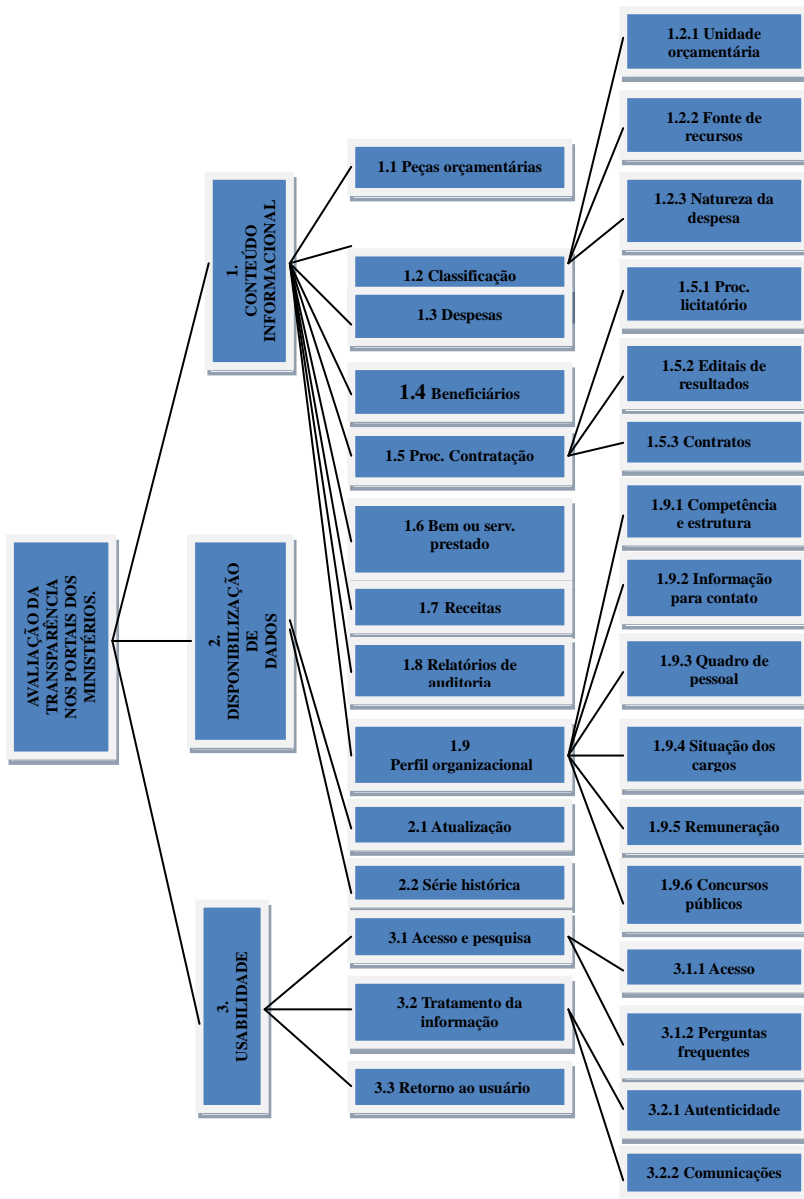 AVALIAÇÃO DA
TRANSPARÊNCIA
NOS PORTAIS DOS
MINISTÉRIOS.
1.
CONTEÚDO
INFORMACIONAL
1.1 Peças orçamentárias
1.2 Classificação
1.2.1 Unidade
orçamentária
1.2.2 Fonte de
recursos
1.2.3 Natureza da
despesa
1.3 Despesas
1.4 Beneficiários
1.5 Proc. Contratação
1.5.1 Proc.
licitatório
1.5.2 Editais de
resultados
1.5.3 Contratos
1.6 Bem ou serv.
prestado
1.7 Receitas
1.8 Relatórios de
auditoria
1.9
Perfil organizacional
1.9.1 Competência
e estrutura
1.9.2 Informação
para contato
1.9.3 Quadro de
pessoal
1.9.4 Situação dos
cargos
1.9.5 Remuneração
1.9.6 Concursos
públicos
2.
DISPONIBILIZAÇÃO
DE
DADOS
2.1 Atualização
2.2 Série histórica
3.
USABILIDADE
3.1 Acesso e pesquisa
3.1.1 Acesso
3.1.2 Perguntas
frequentes
3.2 Tratamento da
informação
3.2.1 Autenticidade
3.2.2 Comunicações
3.3 Retorno ao usuário